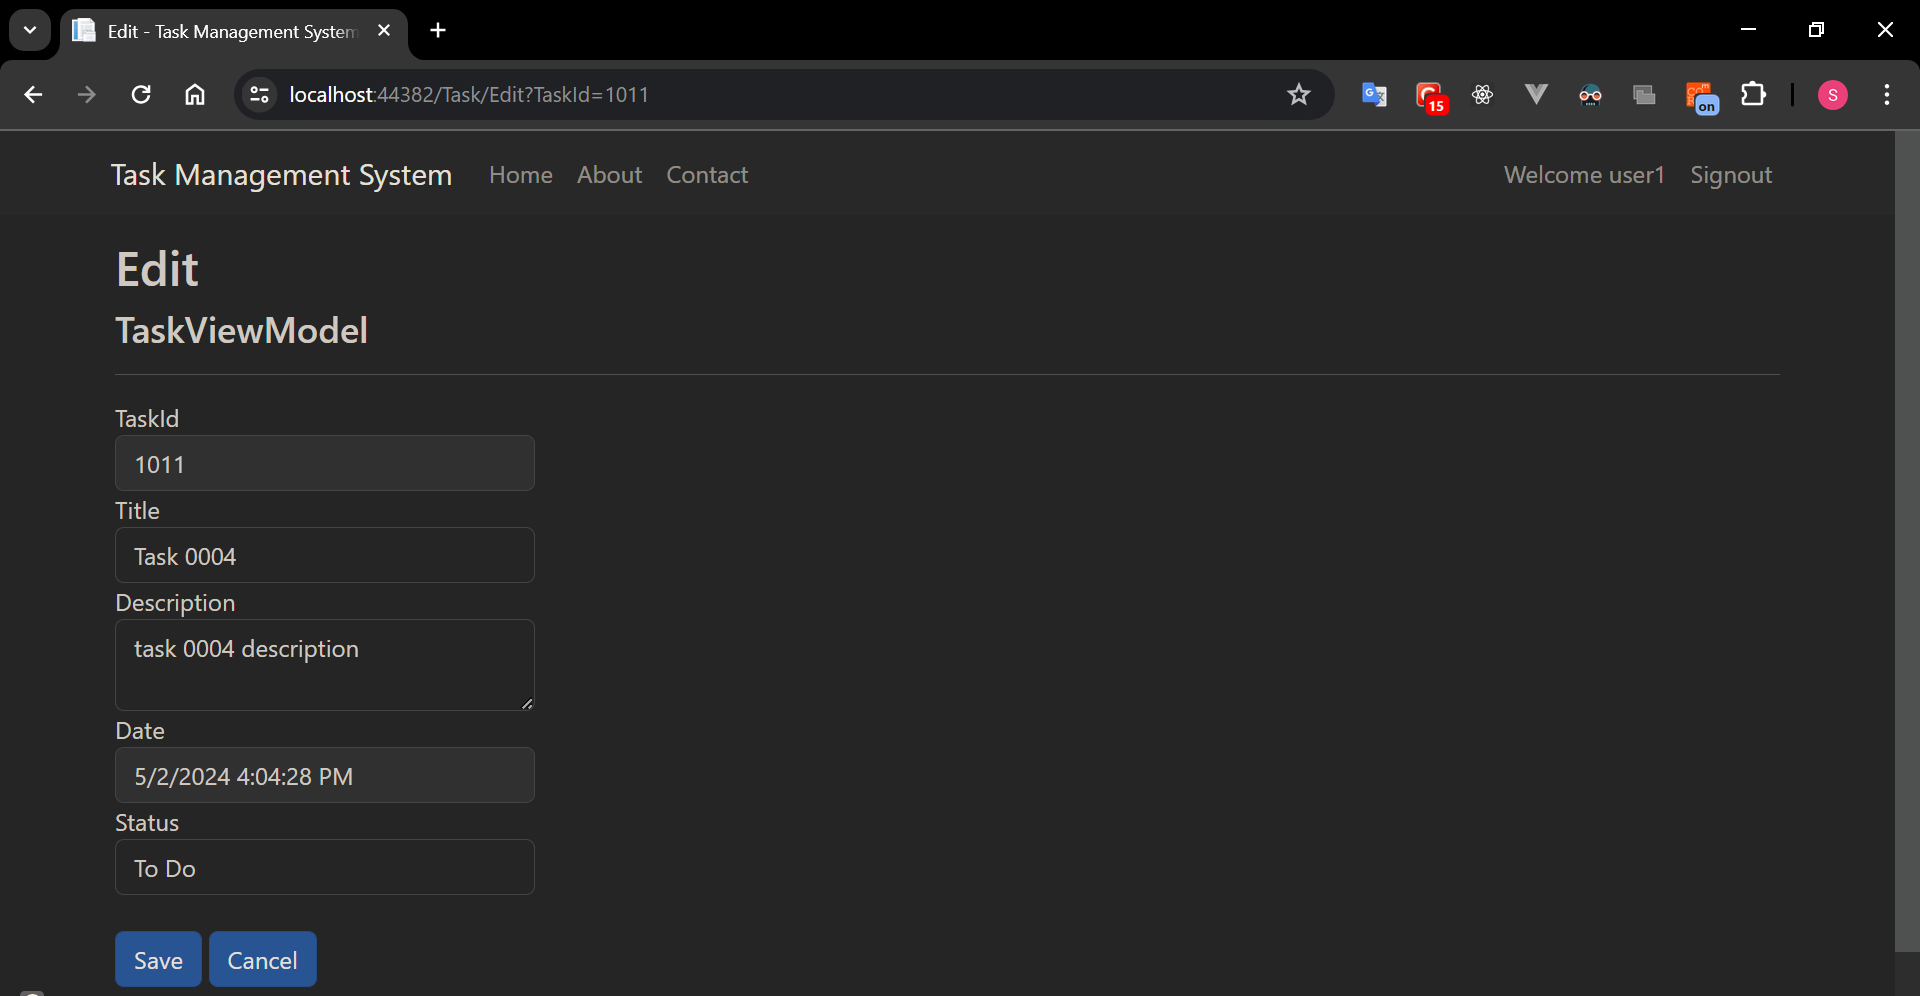 Edit - Task Management System
localhost:44382/Task/Edit?TaskId=1011
15
on
S
Task Management System Home About Contact Welcome user1 Signout
Edit
TaskViewModel
TaskId
1011
Title
Task 0004
Description
task 0004 description
Date
5/2/2024 4:04:28 PM
Status
To Do
Save Cancel